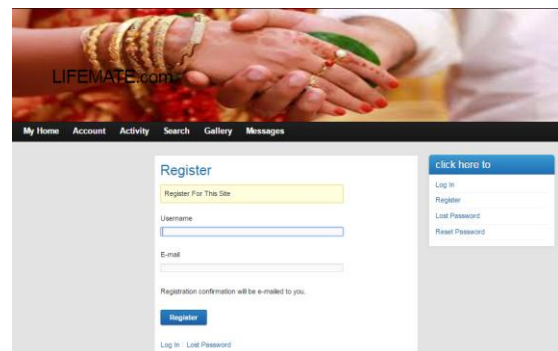 LIFEMATE.com
My Home Account Activity Search Gallery Messages
Register
Register For This Site
Username
E-mail
Registration confirmation will be e-mailed to you.
Register
Log In | Lost Password
click here to
Log In
Register
Lost Password
Reset Password